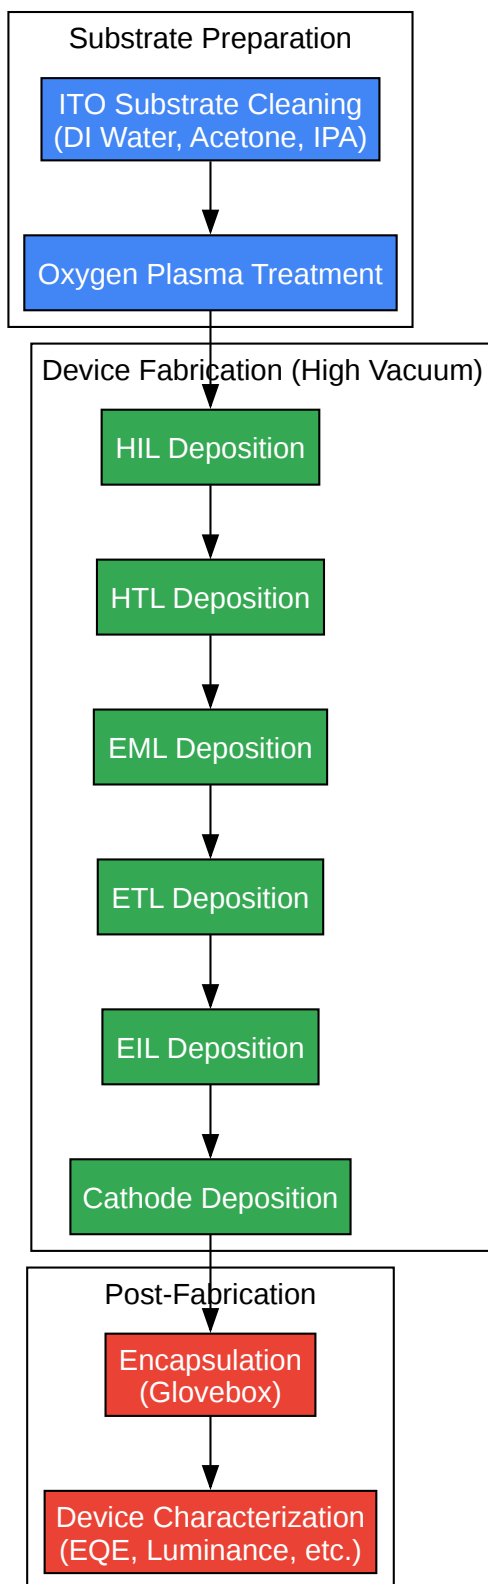 Substrate Preparation
ITO Substrate Cleaning
(DI Water, Acetone, IPA)
Oxygen Plasma Treatment
Device Fabrication (High Vacuum)
HIL Deposition
HTL Deposition
EML Deposition
ETL Deposition
EIL Deposition
Cathode Deposition
Post-Fabrication
Encapsulation
(Glovebox)
Device Characterization
(EQE, Luminance, etc.)